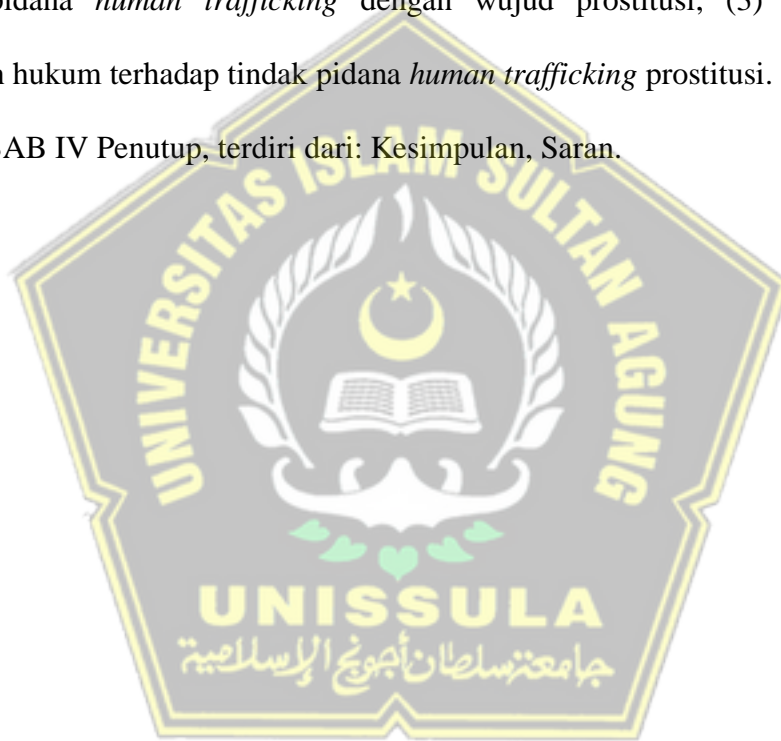 pidana human trafficking dengan wujud prostitusi, (3)
hukum terhadap tindak pidana human trafficking prostitusi.
BAB IV Penutup, terdiri dari: Kesimpulan, Saran.
UNIVERSITAS ISLAM SULTAN AGUNG
UNISSULA
جامعة سلطان أجونج الإسلامية